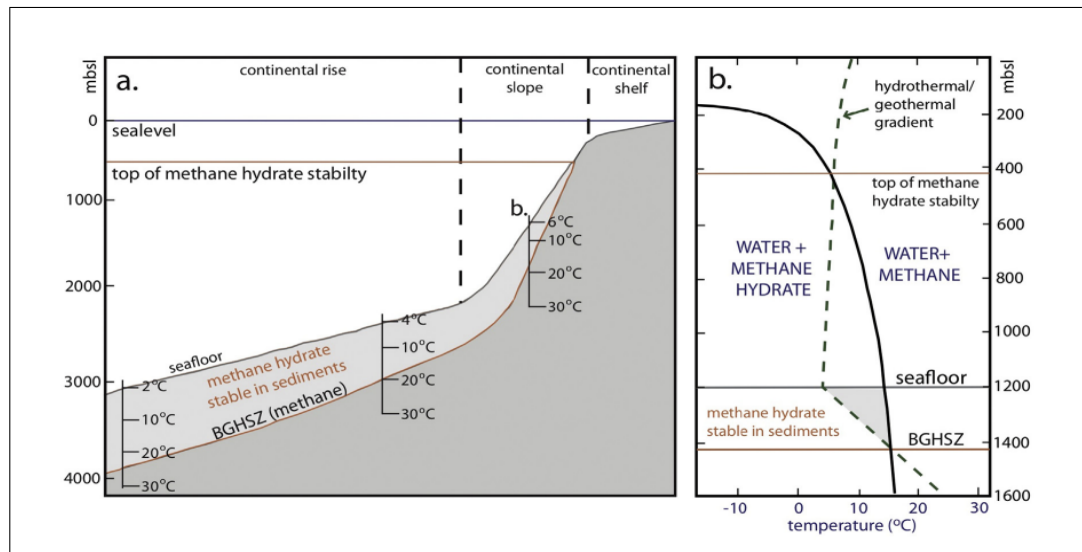 mbsl
a.
continental rise
continental
slope
continental
shelf
0
sealevel
top of methane hydrate stabilty
1000
2000
3000
4000
b.
6°C
10°C
20°C
30°C
4°C
10°C
20°C
30°C
seafloor
methane hydrate
stable in sediments
BGHSZ (methane)
2°C
10°C
20°C
30°C
b.
mbsl
hydrothermal/
geothermal
gradient
200
400
top of methane
hydrate stabilty
600
WATER +
METHANE
HYDRATE
WATER+
METHANE
800
1000
seafloor
1200
methane hydrate
stable in sediments
BGHSZ
1400
1600
-10
0
10
20
30
temperature (°C)